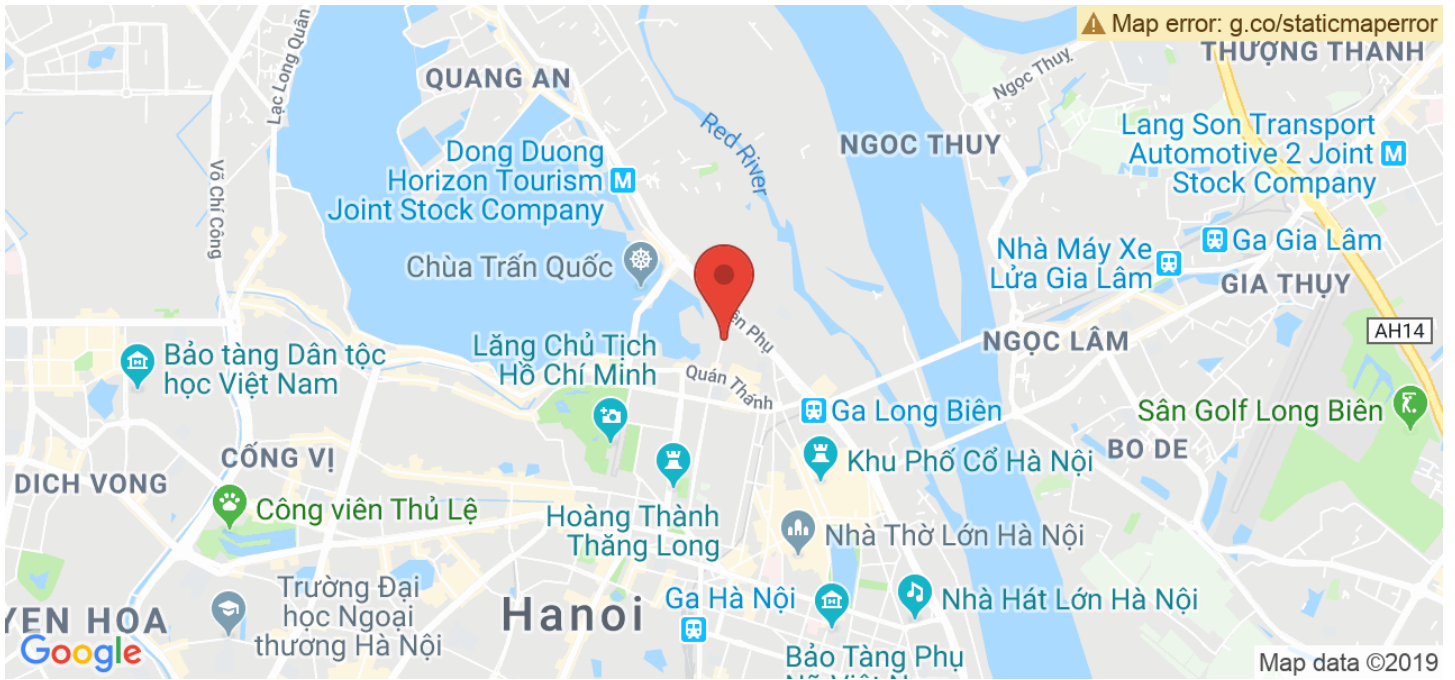 Map error: g.co/staticmaperror
THƯỢNG THANH
QUANG AN
Lạc Long Quân
Ngọc Thuỵ
Red River
NGOC THUY
Lang Son Transport
Automotive 2 Joint
Stock Company
Dong Duong
Horizon Tourism
Joint Stock Company
Võ Chí Công
Chùa Trấn Quốc
Nhà Máy Xe
Lửa Gia Lâm
Ga Gia Lâm
GIA THỤY
Phụ
AH14
NGỌC LÂM
Bảo tàng Dân tộc
học Việt Nam
Lăng Chủ Tịch
Hồ Chí Minh
Quán Thánh
Ga Long Biên
Sân Golf Long Biên
CỐNG VỊ
DICH VONG
Khu Phố Cổ Hà Nội
BO DE
Công viên Thủ Lệ
Hoàng Thành
Thăng Long
Nhà Thờ Lớn Hà Nội
Trường Đại
học Ngoại
thương Hà Nội
YEN HOA
Hanoi
Ga Hà Nội
Nhà Hát Lớn Hà Nội
Bảo Tàng Phụ
Google
Map data ©2019